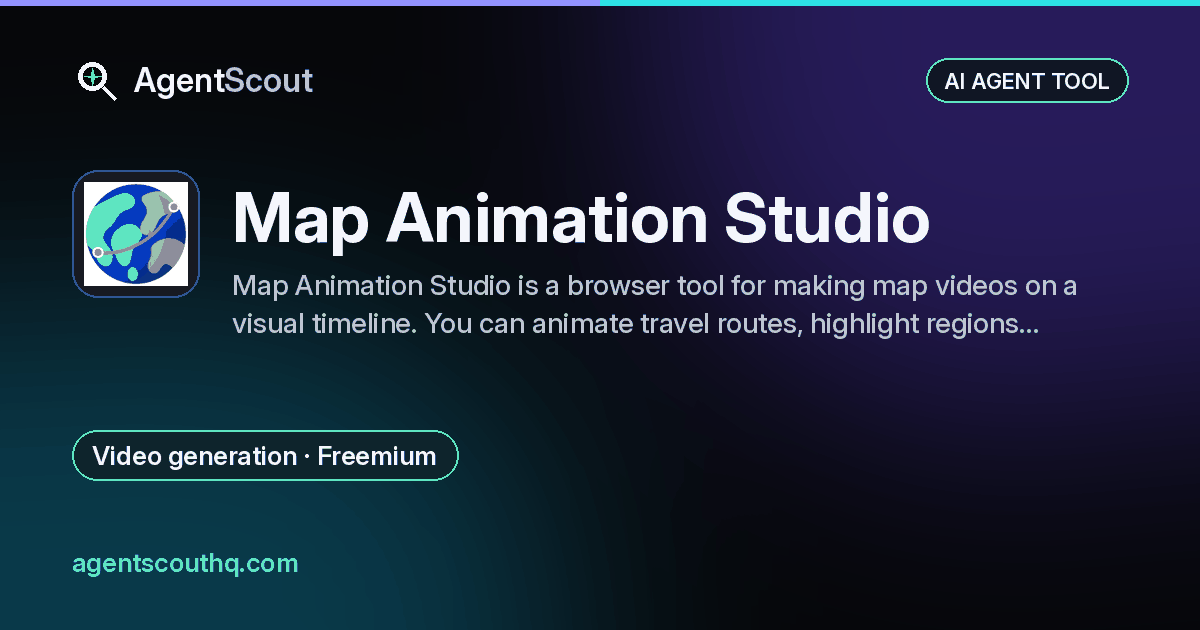 AgentScout
AI AGENT TOOL
Map Animation Studio
Map Animation Studio is a browser tool for making map videos on a
visual timeline. You can animate travel routes, highlight regions...
Video generation · Freemium
agentscouthq.com